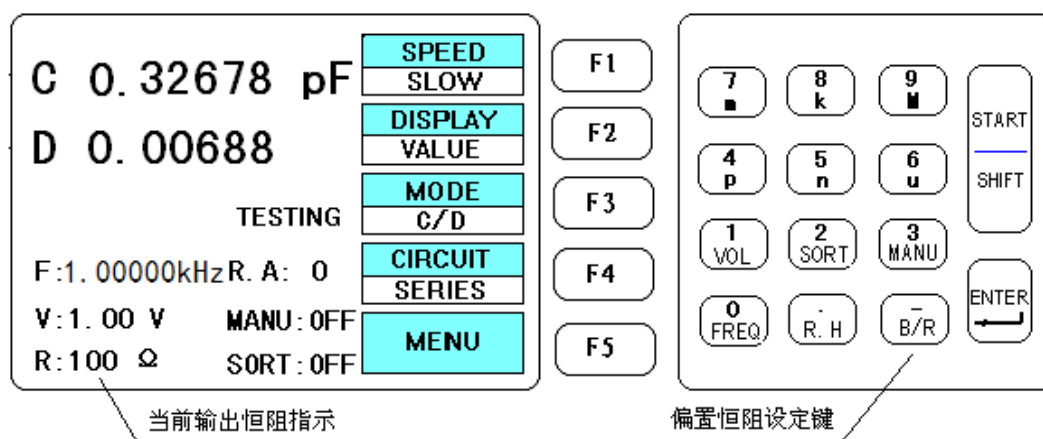 C 0.32678 pF
D 0.00688
TESTING
F:1.00000kHz R.A: 0
V:1.00 V MANU:OFF
R:100 Ω SORT:OFF
SPEED
SLOW
DISPLAY
VALUE
MODE
C/D
CIRCUIT
SERIES
MENU
F1
F2
F3
F4
F5
7
m
8
k
9
M
4
p
5
n
6
u
1
VOL
2
SORT
3
MANU
0
FREQ
.
R.H
-
B/R
START
SHIFT
ENTER
当前输出恒阻指示
偏置恒阻设定键